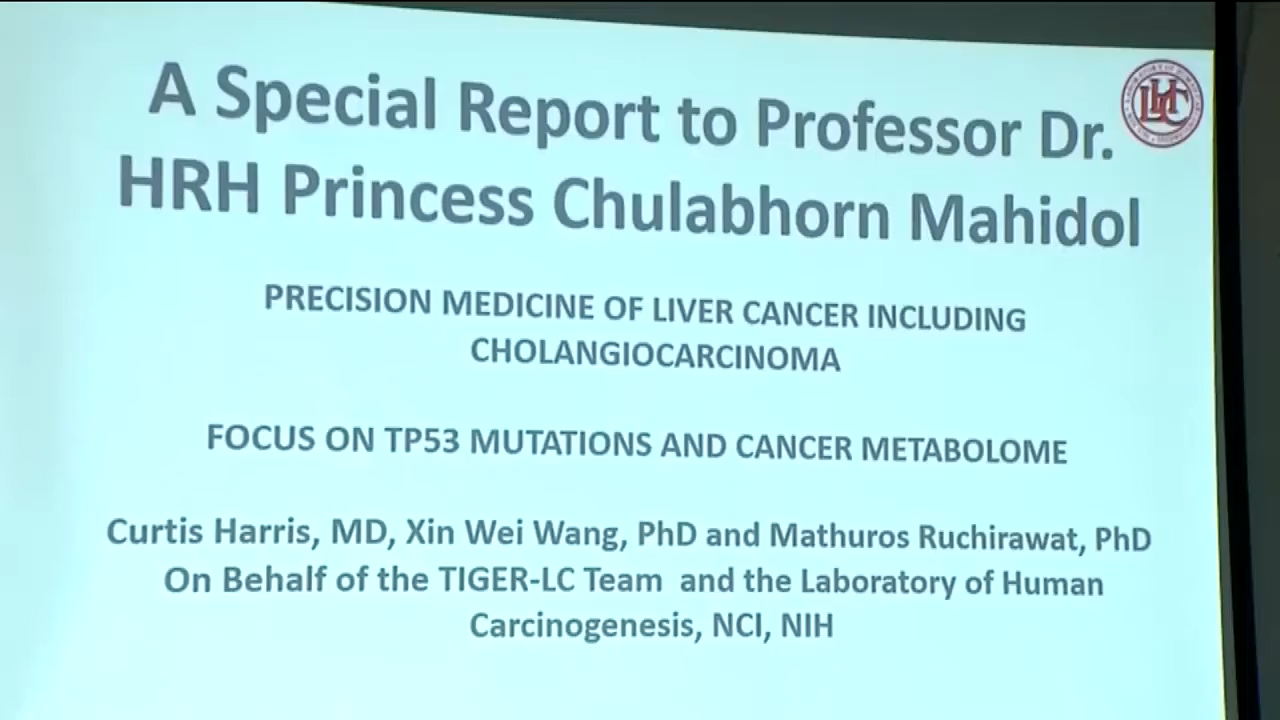 A Special Report to Professor Dr.
HRH Princess Chulabhorn Mahidol
LHC
PRECISION MEDICINE OF LIVER CANCER INCLUDING
CHOLANGIOCARCINOMA
FOCUS ON TP53 MUTATIONS AND CANCER METABOLOME
Curtis Harris, MD, Xin Wei Wang, PhD and Mathuros Ruchirawat, PhD
On Behalf of the TIGER-LC Team and the Laboratory of Human
Carcinogenesis, NCI, NIH